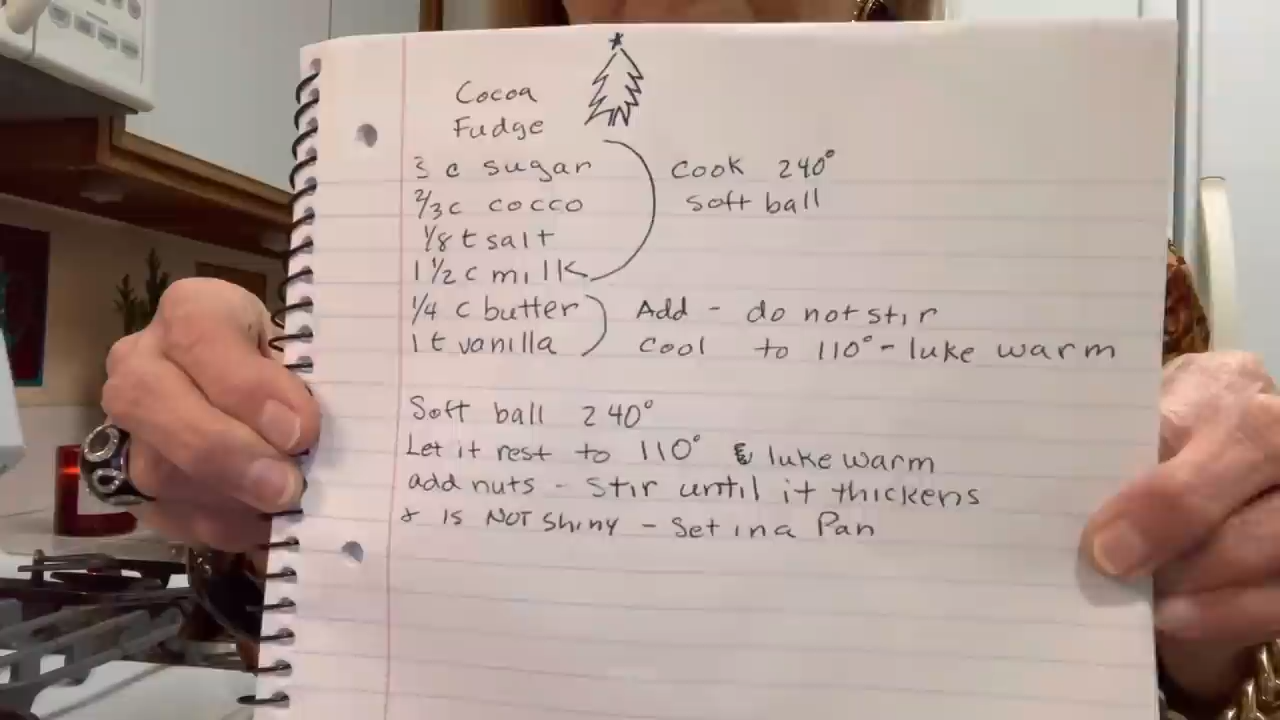 Cocoa
Fudge
3 c sugar
2/3 c cocco
1/8 t salt
1 1/2 c milk
Cook 240°
soft ball
1/4 c butter
1 t vanilla
Add - do not stir
cool to 110° - luke warm
Soft ball 240°
Let it rest to 110° & luke warm
add nuts - Stir until it thickens
& is NOT Shiny - Set in a Pan